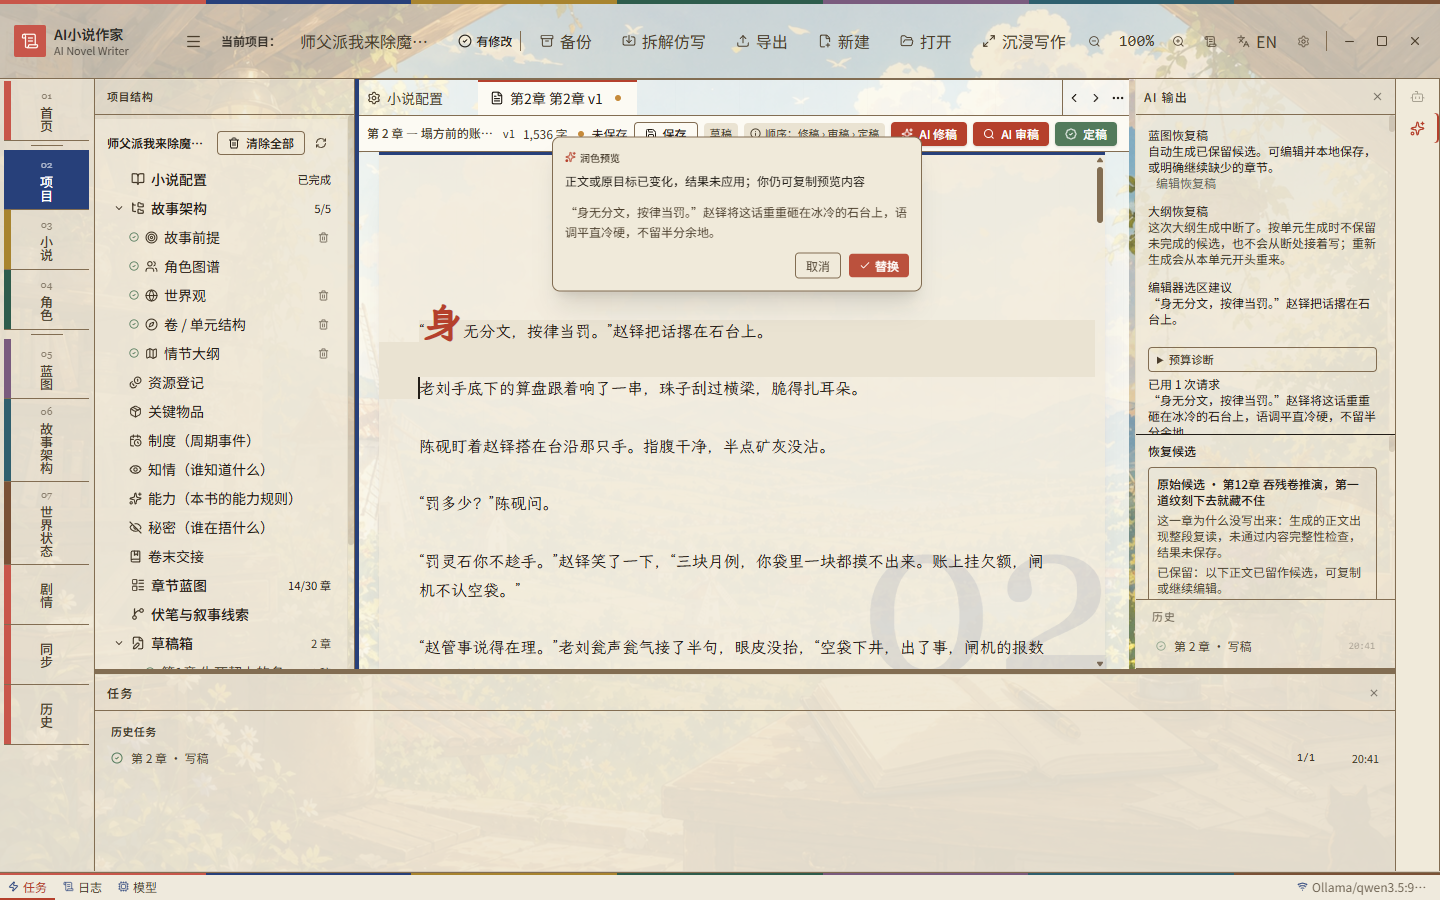 AI小说作家
AI Novel Writer
当前项目：
师父派我来除魔…
有修改
备份
拆解仿写
导出
新建
打开
沉浸写作
100%
EN
01
首页
02
项目
03
小说
04
角色
05
蓝图
06
故事架构
07
世界状态
剧情
同步
历史
项目结构
师父派我来除魔…
清除全部
小说配置 已完成
故事架构 5/5
故事前提
角色图谱
世界观
卷 / 单元结构
情节大纲
资源登记
关键物品
制度（周期事件）
知情（谁知道什么）
能力（本书的能力规则）
秘密（谁在捂什么）
卷末交接
章节蓝图 14/30 章
伏笔与叙事线索
草稿箱 2 章
小说配置
第2章 第2章 v1
第 2 章 — 塌方前的账… v1 1,536 字 未保存
保存
草稿
顺序：修稿 › 审稿 › 定稿
AI 修稿
AI 审稿
定稿
润色预览
正文或原目标已变化，结果未应用；你仍可复制预览内容
“身无分文，按律当罚。”赵铎将这话重重砸在冰冷的石台上，语
调平直冷硬，不留半分余地。
取消
替换
“身无分文，按律当罚。”赵铎把话撂在石台上。
老刘手底下的算盘跟着响了一串，珠子刮过横梁，脆得扎耳朵。
陈砚盯着赵铎搭在台沿那只手。指腹干净，半点矿灰没沾。
“罚多少？”陈砚问。
“罚灵石你不趁手。”赵铎笑了一下，“三块月例，你袋里一块都摸不出来。账上挂欠额，闸
机不认空袋。”
“赵管事说得在理。”老刘瓮声瓮气接了半句，眼皮没抬，“空袋下井，出了事，闸机的报数
02
AI 输出
蓝图恢复稿
自动生成已保留候选。可编辑并本地保存，
或明确继续缺少的章节。
编辑恢复稿
大纲恢复稿
这次大纲生成中断了。按单元生成时不保留
未完成的候选，也不会从断处接着写；重新
生成会从本单元开头重来。
编辑器选区建议
“身无分文，按律当罚。”赵铎把话撂在石
台上。
预算诊断
已用 1 次请求
“身无分文，按律当罚。”赵铎将这话重重
砸在冰冷的石台上，语调平直冷硬，不留半
分余地。
恢复候选
原始候选 · 第12章 吞残卷推演，第一
道纹刻下去就藏不住
这一章为什么没写出来：生成的正文出
现整段复读，未通过内容完整性检查，
结果未保存。
已保留：以下正文已留作候选，可复制
或继续编辑。
历史
第 2 章 · 写稿 20:41
任务
历史任务
第 2 章 · 写稿 1/1 20:41
任务
日志
模型
Ollama/qwen3.5:9…